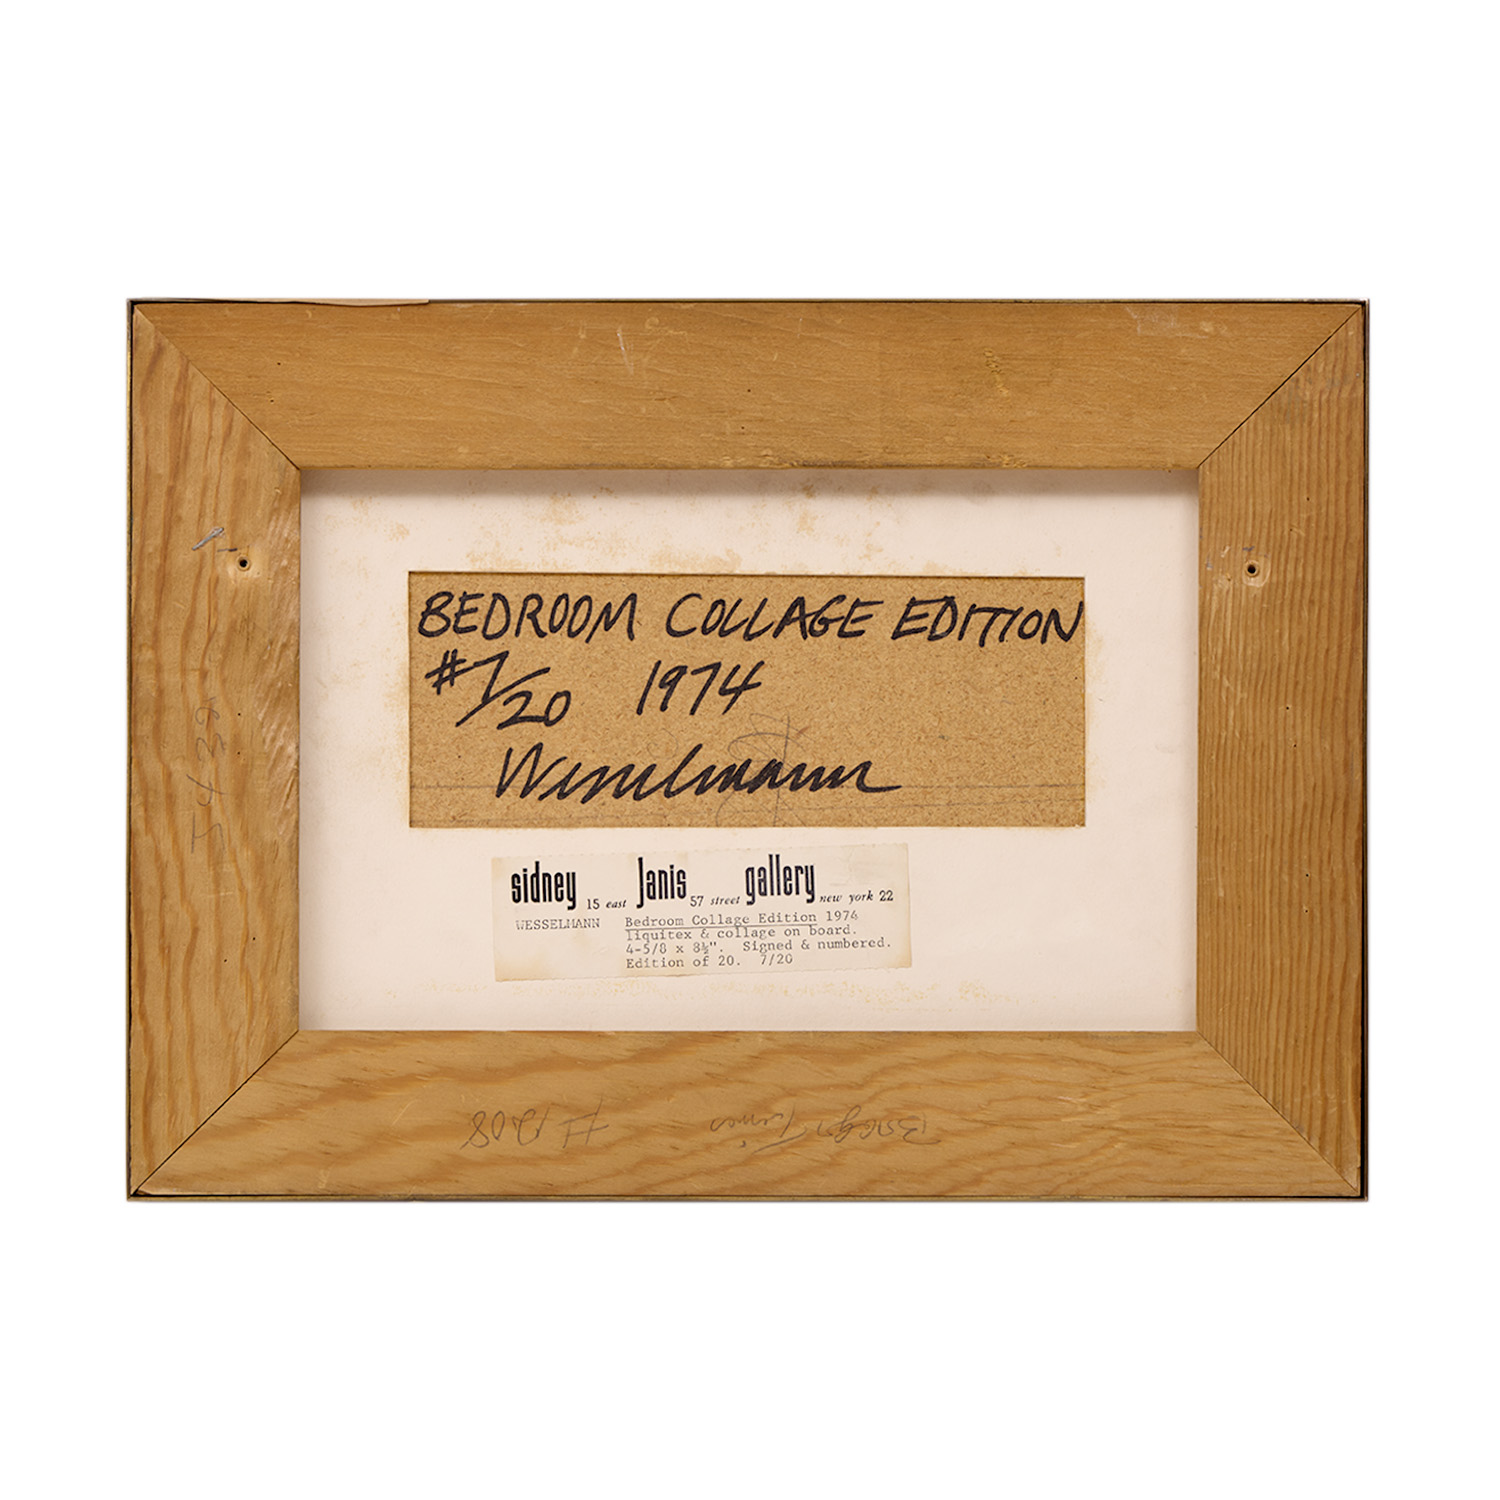 BEDROOM COLLAGE EDITION
#7/20 1974
Wesselmann
sidney 15 east Janis 57 street gallery new york 22
WESSELMANN Bedroom Collage Edition 1974
liquitex & collage on board.
4-5/8 x 8½". Signed & numbered.
Edition of 20. 7/20
#1208